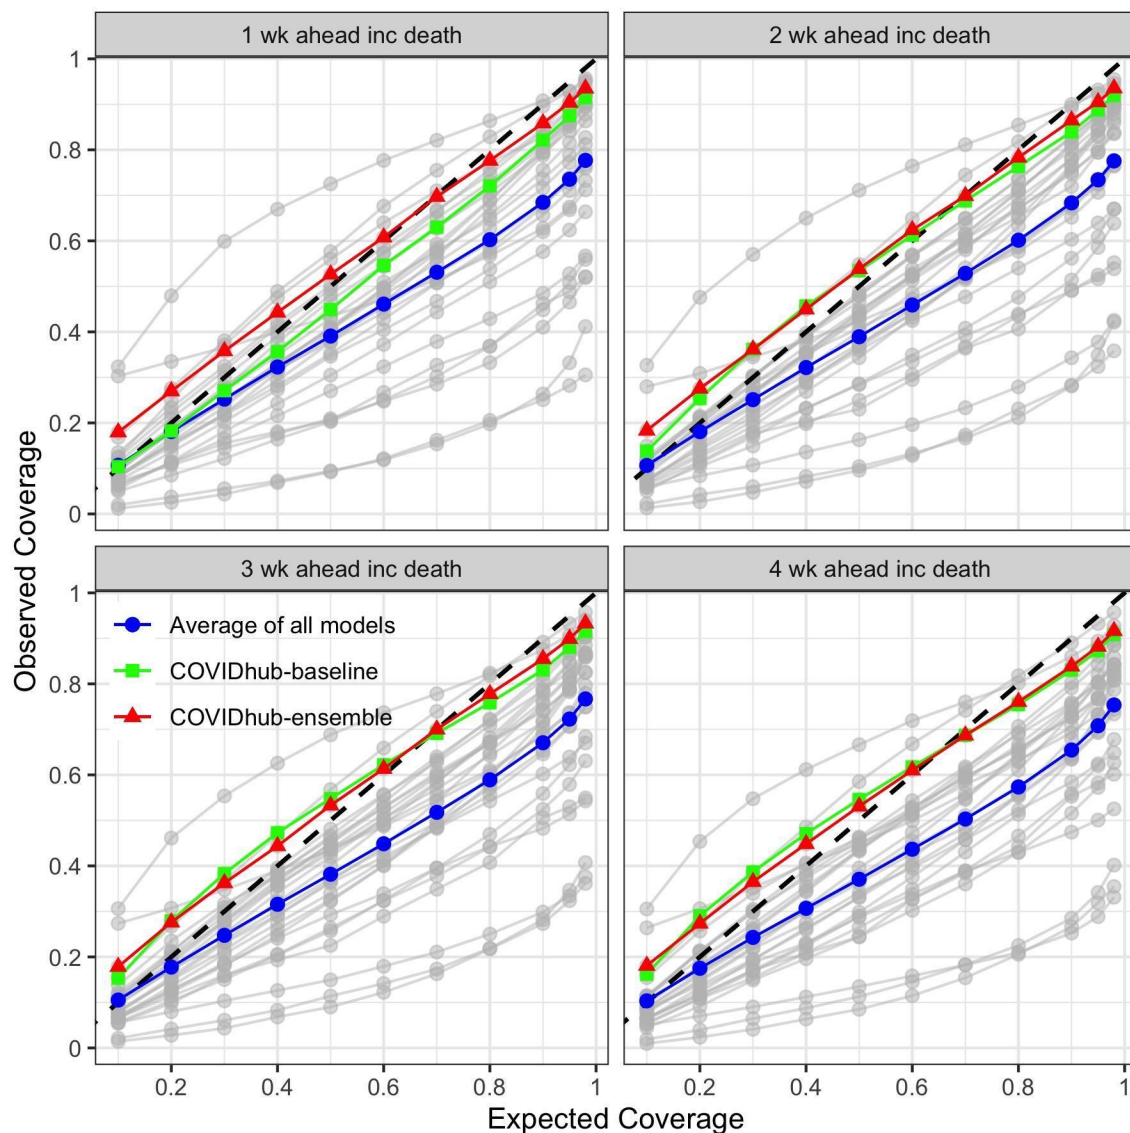 1 wk ahead inc death
2 wk ahead inc death
1
0.8
0.6
0.4
0.2
0
3 wk ahead inc death
4 wk ahead inc death
1
0.8
0.6
0.4
0.2
0
Average of all models
COVIDhub-baseline
COVIDhub-ensemble
0.2 0.4 0.6 0.8 1
0.2 0.4 0.6 0.8 1
Observed Coverage
Expected Coverage